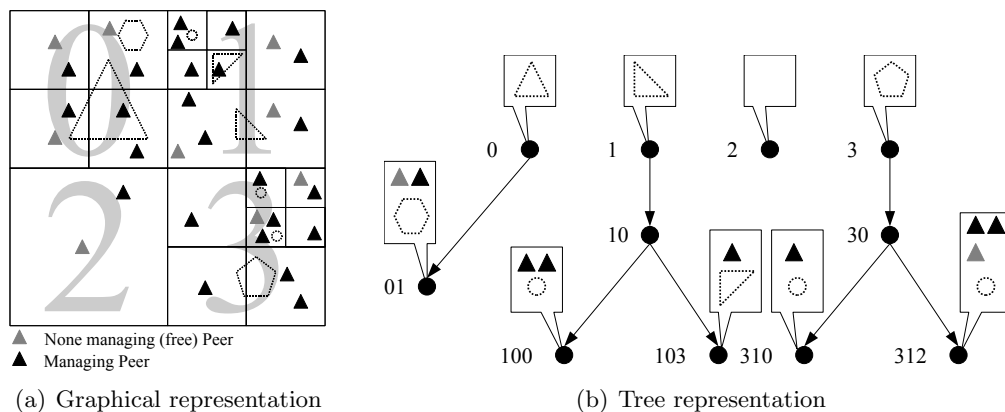 0 1
2 3
None managing (free) Peer
Managing Peer
(a) Graphical representation
0 1 2 3
01 10 30
100 103 310 312
(b) Tree representation